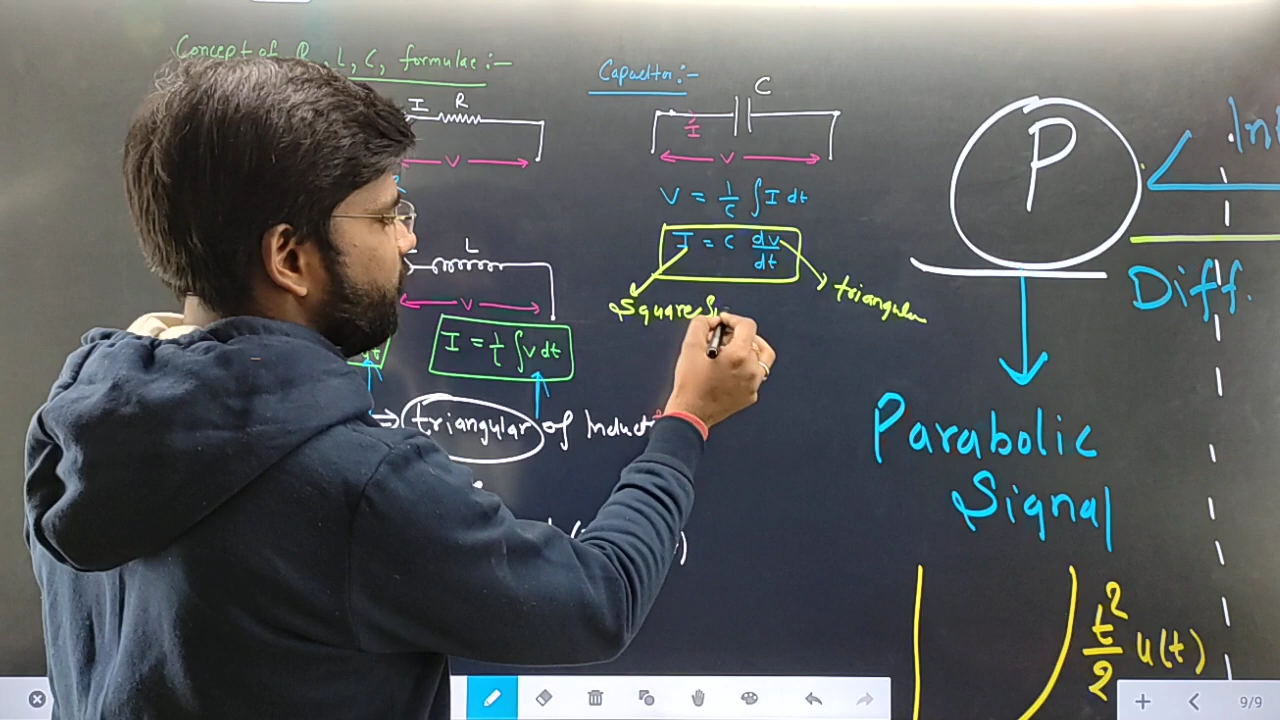 Concept of R, L, C, formulae :-
I R
V
L
V
I = 1/L ∫ V dt
⇒ triangular of Induct
Capacitor :-
C
I
V
V = 1/C ∫ I dt
I = C dv/dt
Square S
triangular
P
Diff.
Parabolic
Signal
t²/2 u(t)
9/9